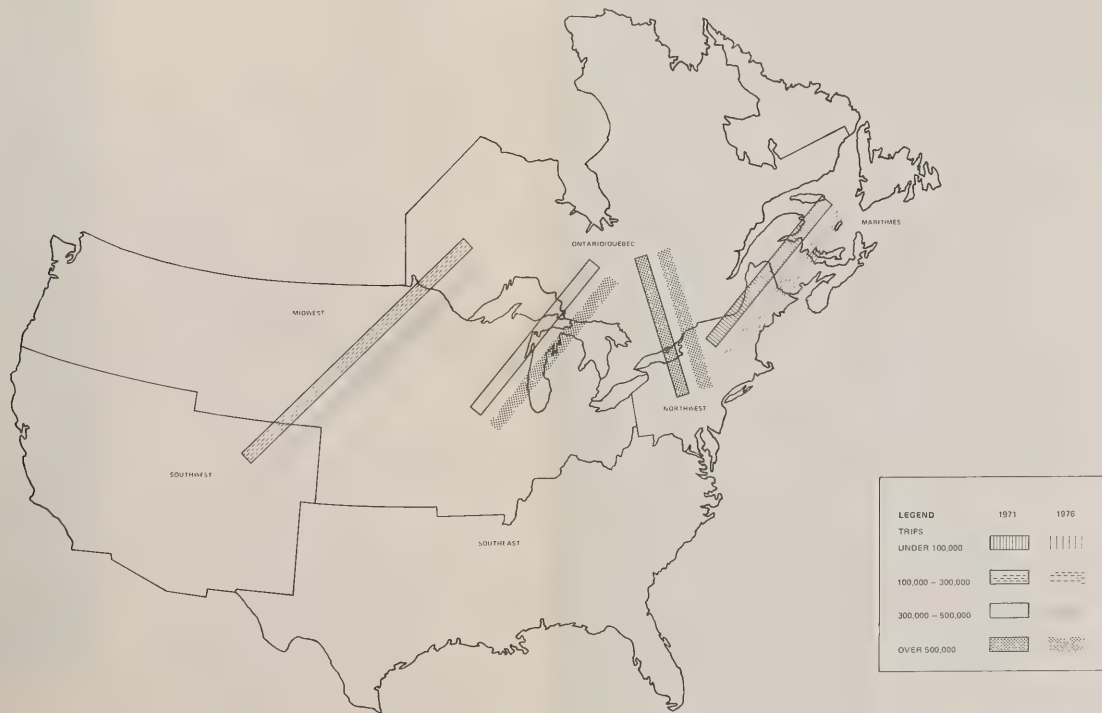 MARITIMES
ONTARIO/QUÉBEC
MIDWEST
NORTHWEST
SOUTHWEST
SOUTHEAST
LEGEND 1971 1976
TRIPS
UNDER 100,000
100,000 – 300,000
300,000 – 500,000
OVER 500,000